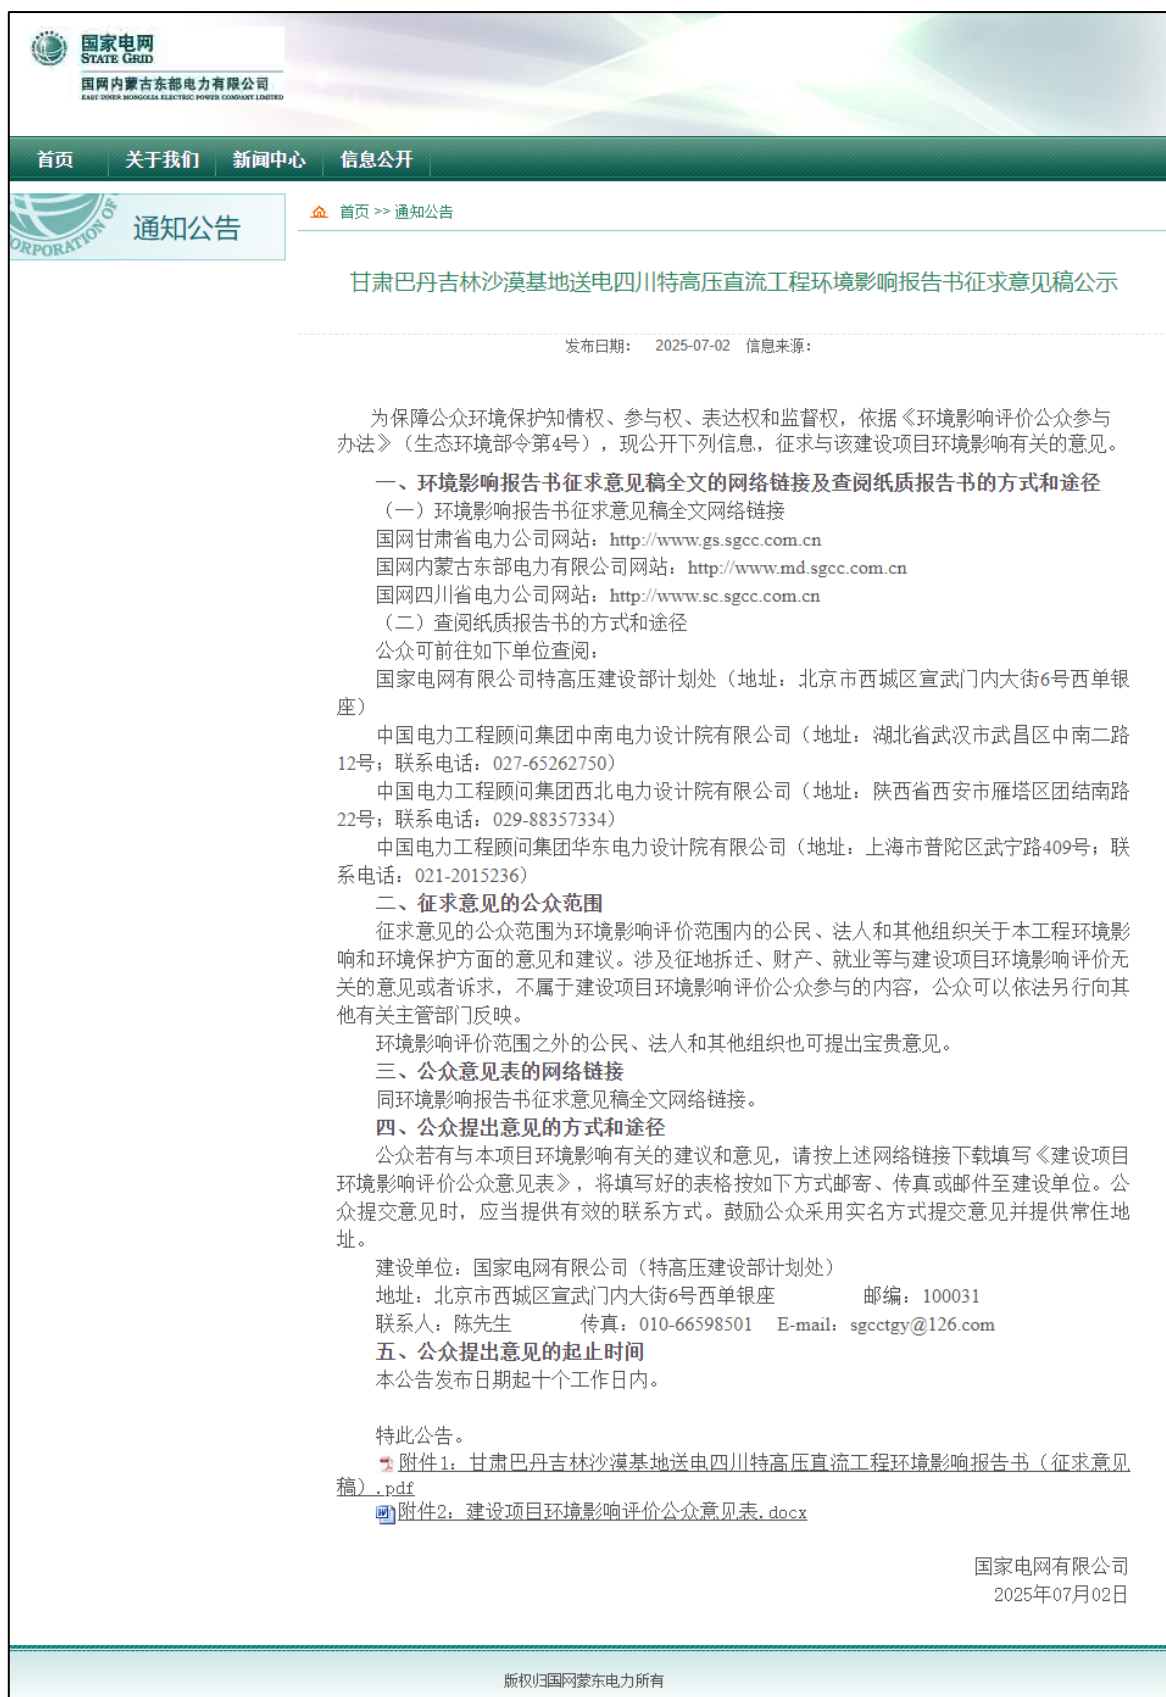 国家电网
STATE GRID
国网内蒙古东部电力有限公司
EAST INNER MONGOLIA ELECTRIC POWER COMPANY LIMITED
首页 关于我们 新闻中心 信息公开
通知公告
首页 >> 通知公告
甘肃巴丹吉林沙漠基地送电四川特高压直流工程环境影响报告书征求意见稿公示
发布日期： 2025-07-02 信息来源：
为保障公众环境保护知情权、参与权、表达权和监督权，依据《环境影响评价公众参与
办法》（生态环境部令第4号），现公开下列信息，征求与该建设项目环境影响有关的意见。
一、环境影响报告书征求意见稿全文的网络链接及查阅纸质报告书的方式和途径
（一）环境影响报告书征求意见稿全文网络链接
国网甘肃省电力公司网站：http://www.gs.sgcc.com.cn
国网内蒙古东部电力有限公司网站：http://www.md.sgcc.com.cn
国网四川省电力公司网站：http://www.sc.sgcc.com.cn
（二）查阅纸质报告书的方式和途径
公众可前往如下单位查阅：
国家电网有限公司特高压建设部计划处（地址：北京市西城区宣武门内大街6号西单银
座）
中国电力工程顾问集团中南电力设计院有限公司（地址：湖北省武汉市武昌区中南二路
12号；联系电话：027-65262750）
中国电力工程顾问集团西北电力设计院有限公司（地址：陕西省西安市雁塔区团结南路
22号；联系电话：029-88357334）
中国电力工程顾问集团华东电力设计院有限公司（地址：上海市普陀区武宁路409号；联
系电话：021-2015236）
二、征求意见的公众范围
征求意见的公众范围为环境影响评价范围内的公民、法人和其他组织关于本工程环境影
响和环境保护方面的意见和建议。涉及征地拆迁、财产、就业等与建设项目环境影响评价无
关的意见或者诉求，不属于建设项目环境影响评价公众参与的内容，公众可以依法另行向其
他有关主管部门反映。
环境影响评价范围之外的公民、法人和其他组织也可提出宝贵意见。
三、公众意见表的网络链接
同环境影响报告书征求意见稿全文网络链接。
四、公众提出意见的方式和途径
公众若有与本项目环境影响有关的建议和意见，请按上述网络链接下载填写《建设项目
环境影响评价公众意见表》，将填写好的表格按如下方式邮寄、传真或邮件至建设单位。公
众提交意见时，应当提供有效的联系方式。鼓励公众采用实名方式提交意见并提供常住地
址。
建设单位：国家电网有限公司（特高压建设部计划处）
地址：北京市西城区宣武门内大街6号西单银座 邮编：100031
联系人：陈先生 传真：010-66598501 E-mail：sgcctgy@126.com
五、公众提出意见的起止时间
本公告发布日期起十个工作日内。
特此公告。
附件1：甘肃巴丹吉林沙漠基地送电四川特高压直流工程环境影响报告书（征求意见
稿）.pdf
附件2：建设项目环境影响评价公众意见表.docx
国家电网有限公司
2025年07月02日
版权归国网蒙东电力所有